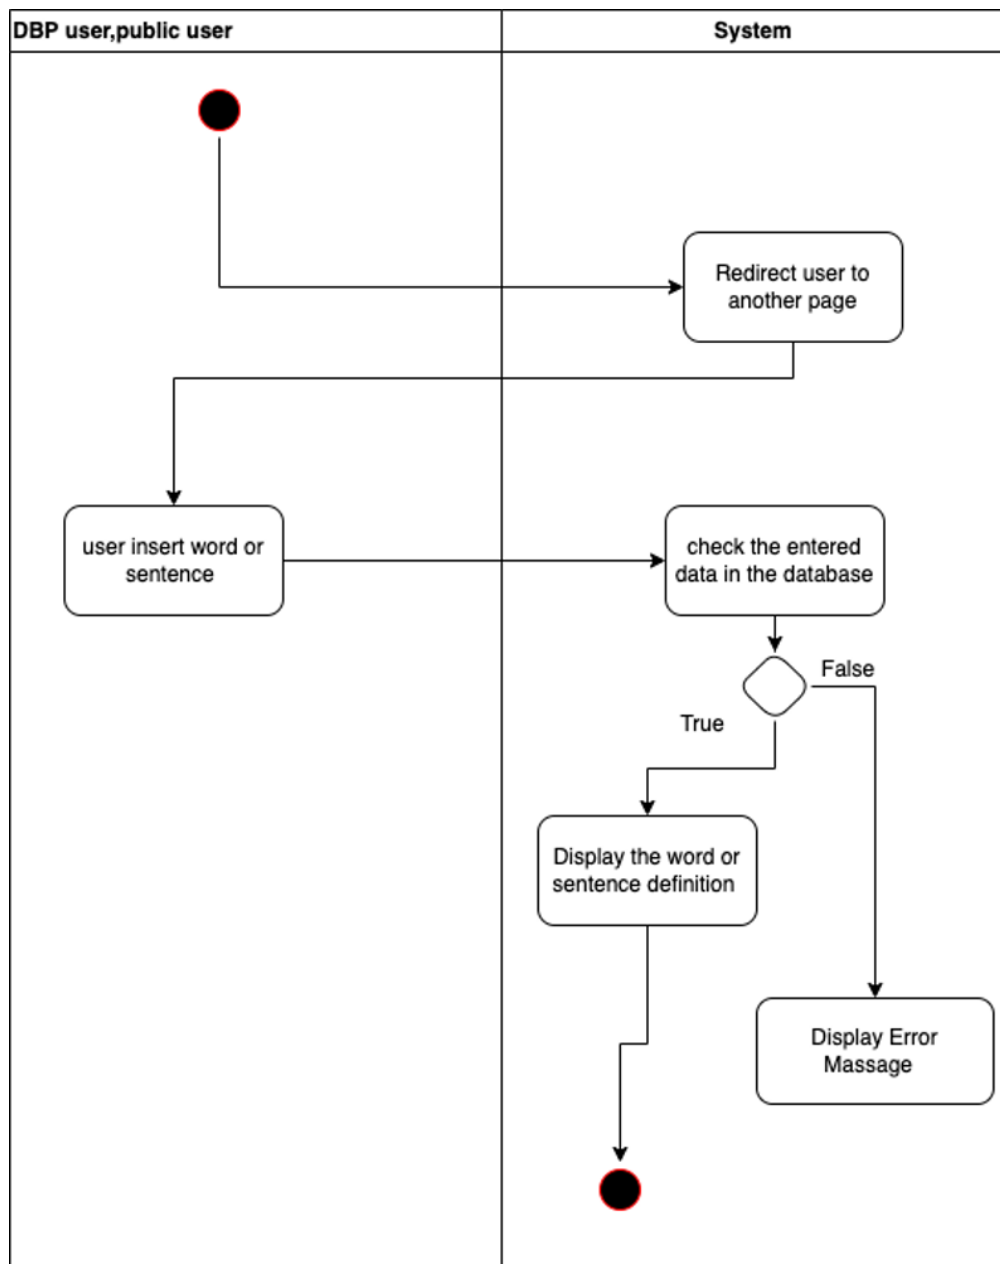 DBP user,public user
System
Redirect user to
another page
user insert word or
sentence
check the entered
data in the database
False
True
Display the word or
sentence definition
Display Error
Massage